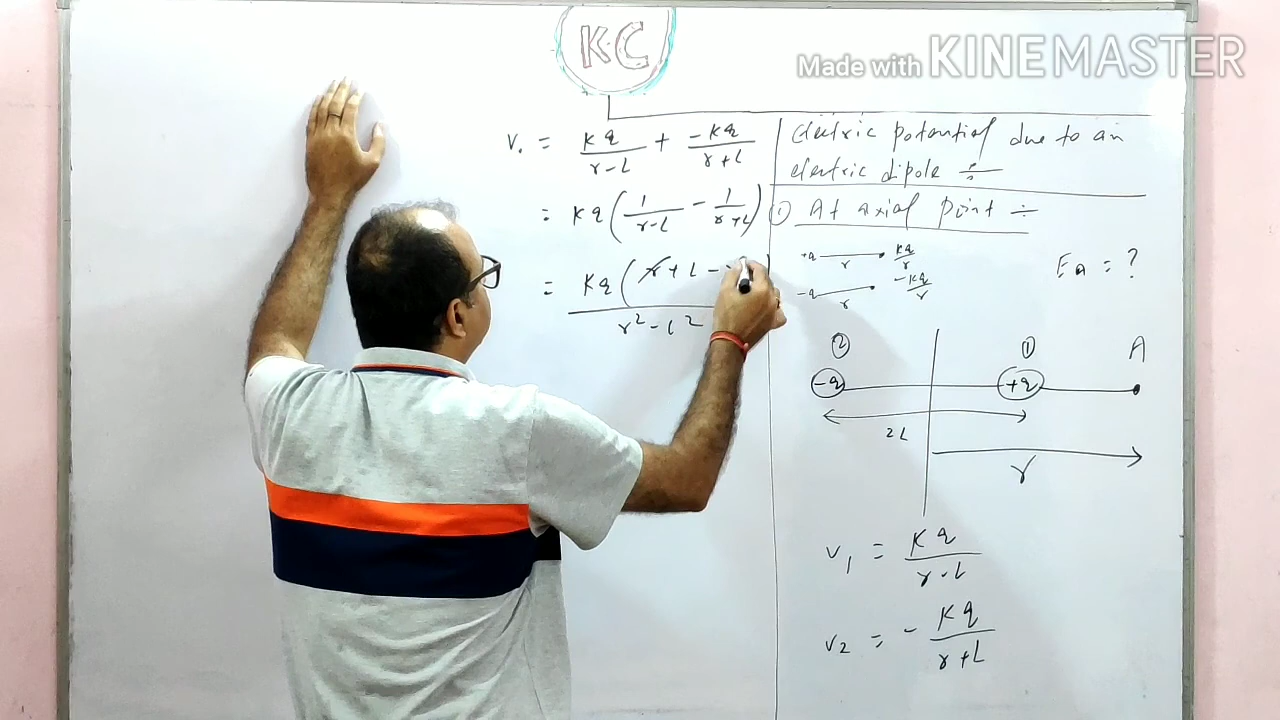 K.C
Made with KINEMASTER
V. = Kq/(r-L) + -Kq/(r+L)
= Kq (1/(r-L) - 1/(r+L))
= Kq (r+L-
r²-L²
Electric potential due to an
electric dipole :-
① At axial point :-
+q r Kq/r
-q r -Kq/r
EA = ?
② ① A
-q +q
2L
r
V1 = Kq/(r-L)
V2 = - Kq/(r+L)